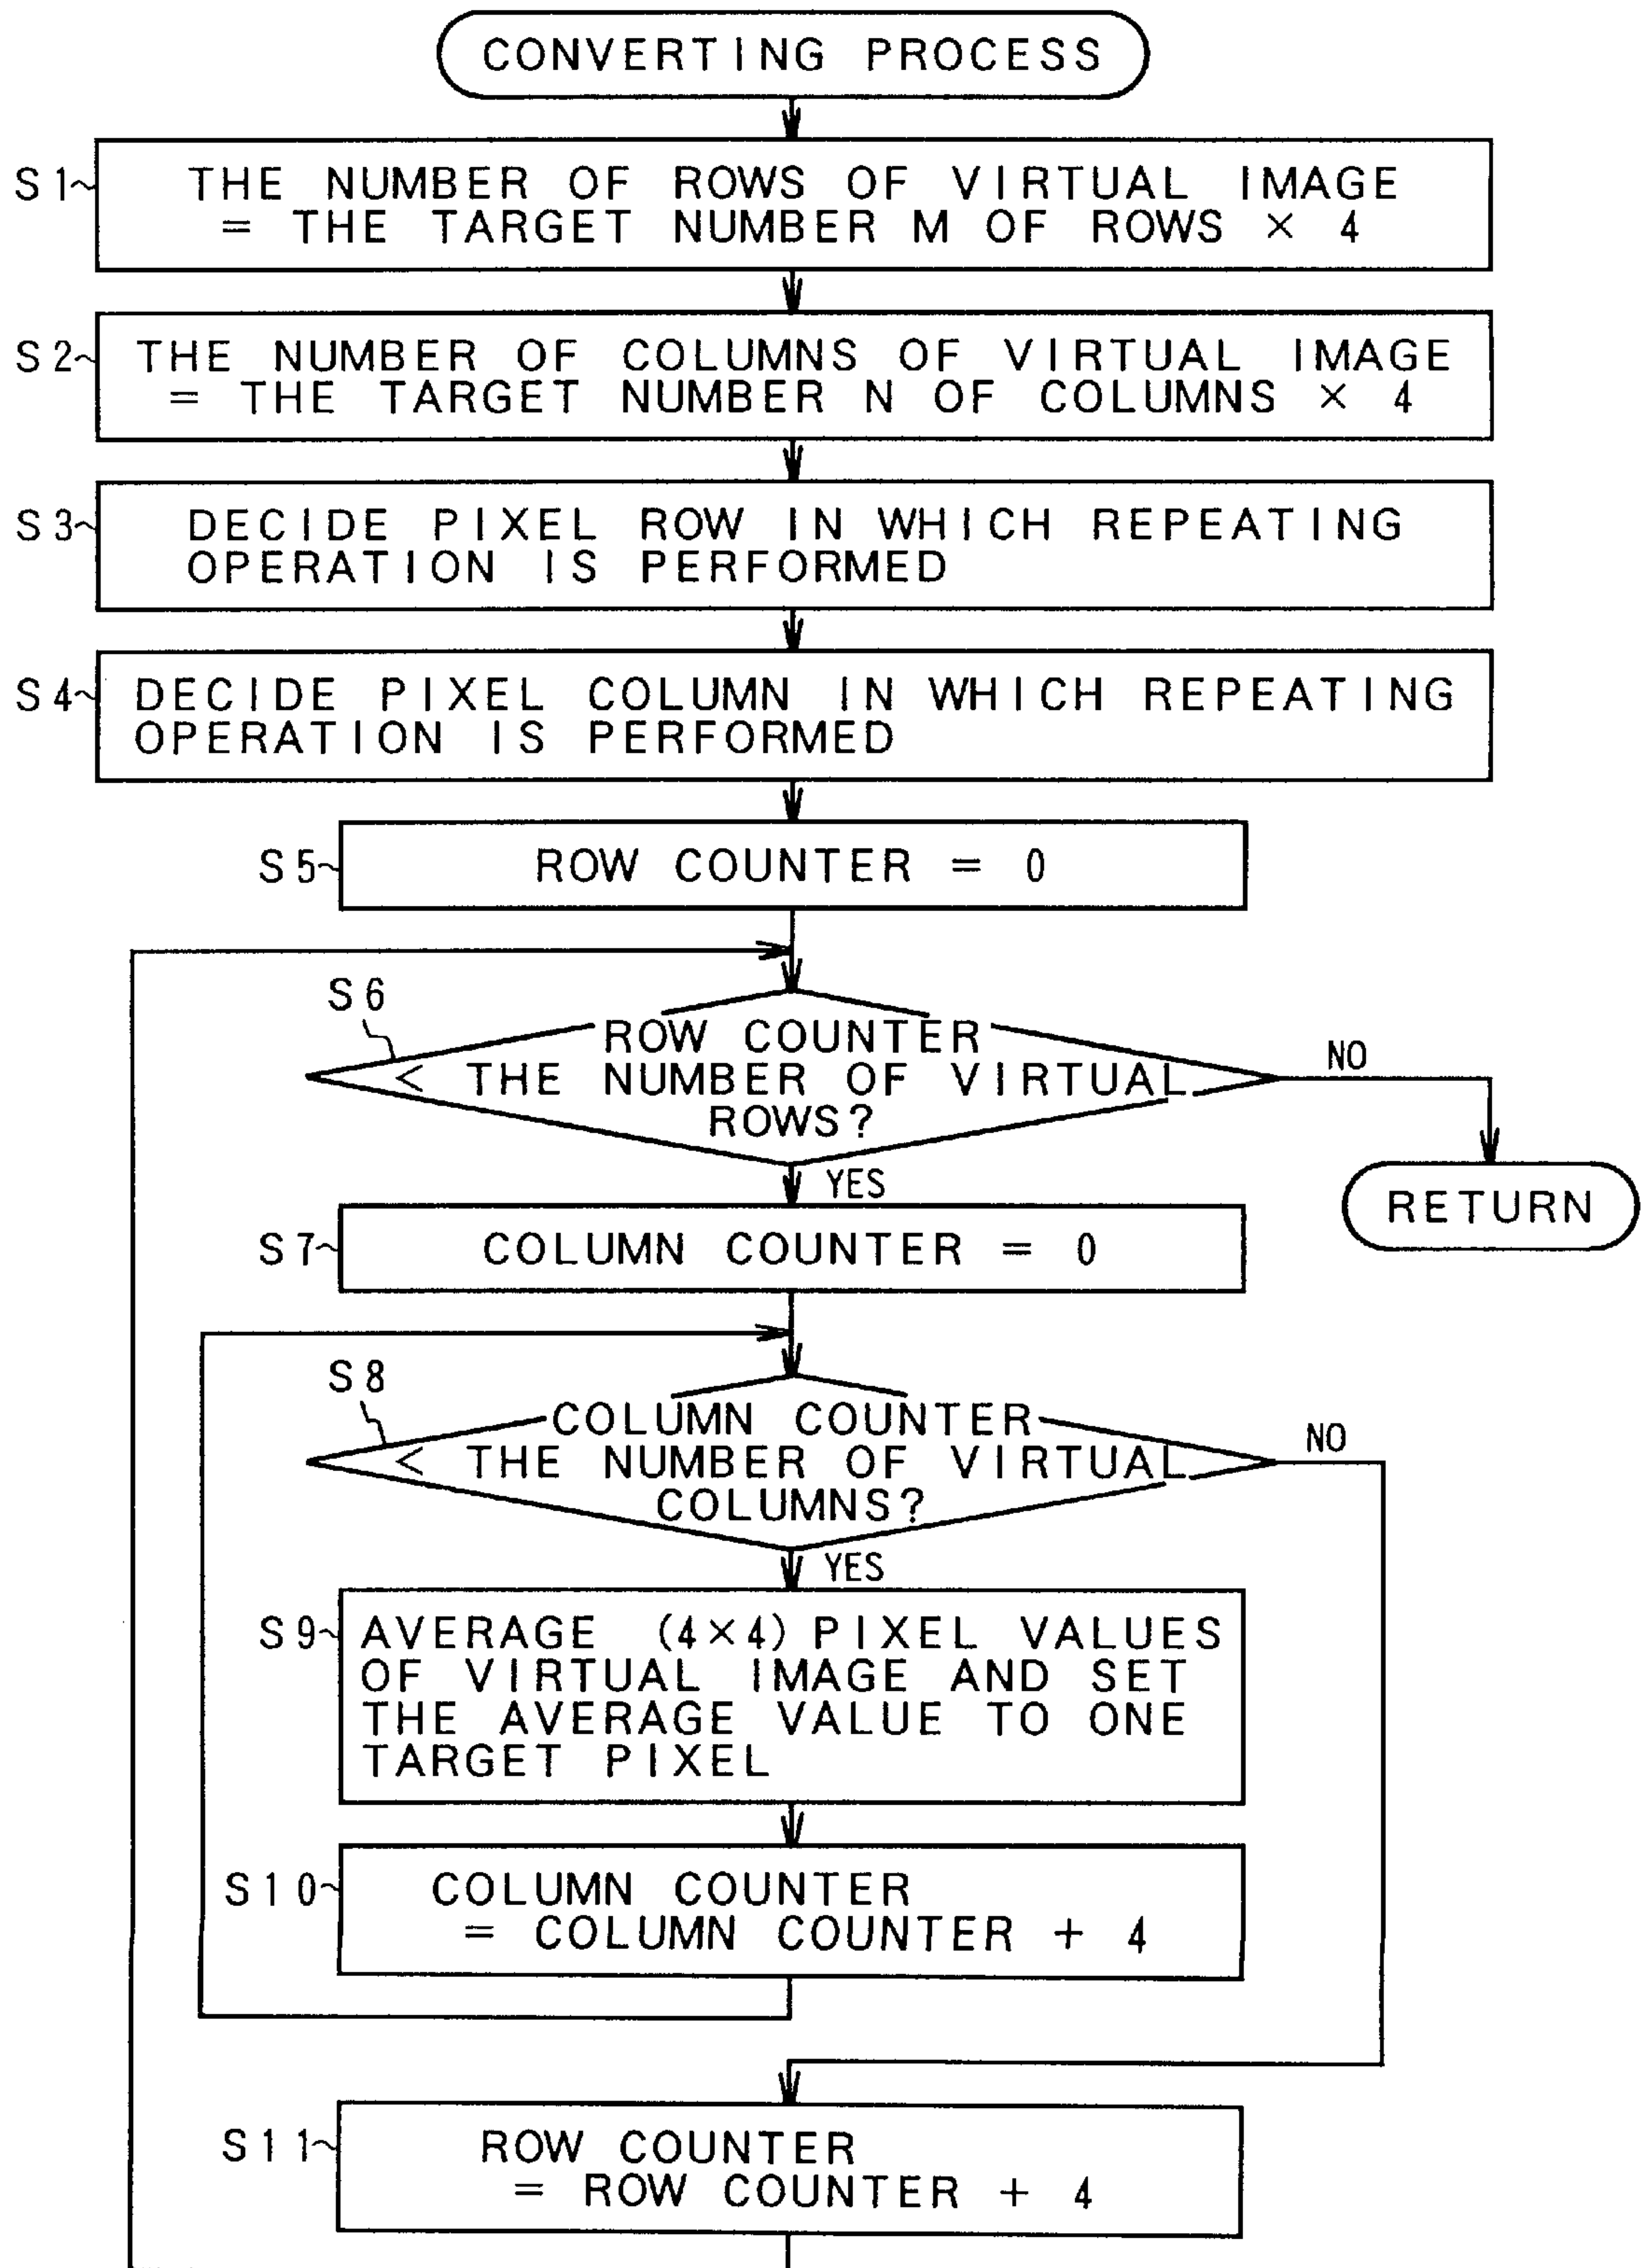 CONVERTING PROCESS
S1
THE NUMBER OF ROWS OF VIRTUAL IMAGE
= THE TARGET NUMBER M OF ROWS × 4
S2
THE NUMBER OF COLUMNS OF VIRTUAL IMAGE
= THE TARGET NUMBER N OF COLUMNS × 4
S3
DECIDE PIXEL ROW IN WHICH REPEATING
OPERATION IS PERFORMED
S4
DECIDE PIXEL COLUMN IN WHICH REPEATING
OPERATION IS PERFORMED
S5
ROW COUNTER = 0
S6
ROW COUNTER
< THE NUMBER OF VIRTUAL
ROWS?
NO
RETURN
YES
S7
COLUMN COUNTER = 0
S8
COLUMN COUNTER
< THE NUMBER OF VIRTUAL
COLUMNS?
NO
YES
S9
AVERAGE (4×4) PIXEL VALUES
OF VIRTUAL IMAGE AND SET
THE AVERAGE VALUE TO ONE
TARGET PIXEL
S10
COLUMN COUNTER
= COLUMN COUNTER + 4
S11
ROW COUNTER
= ROW COUNTER + 4